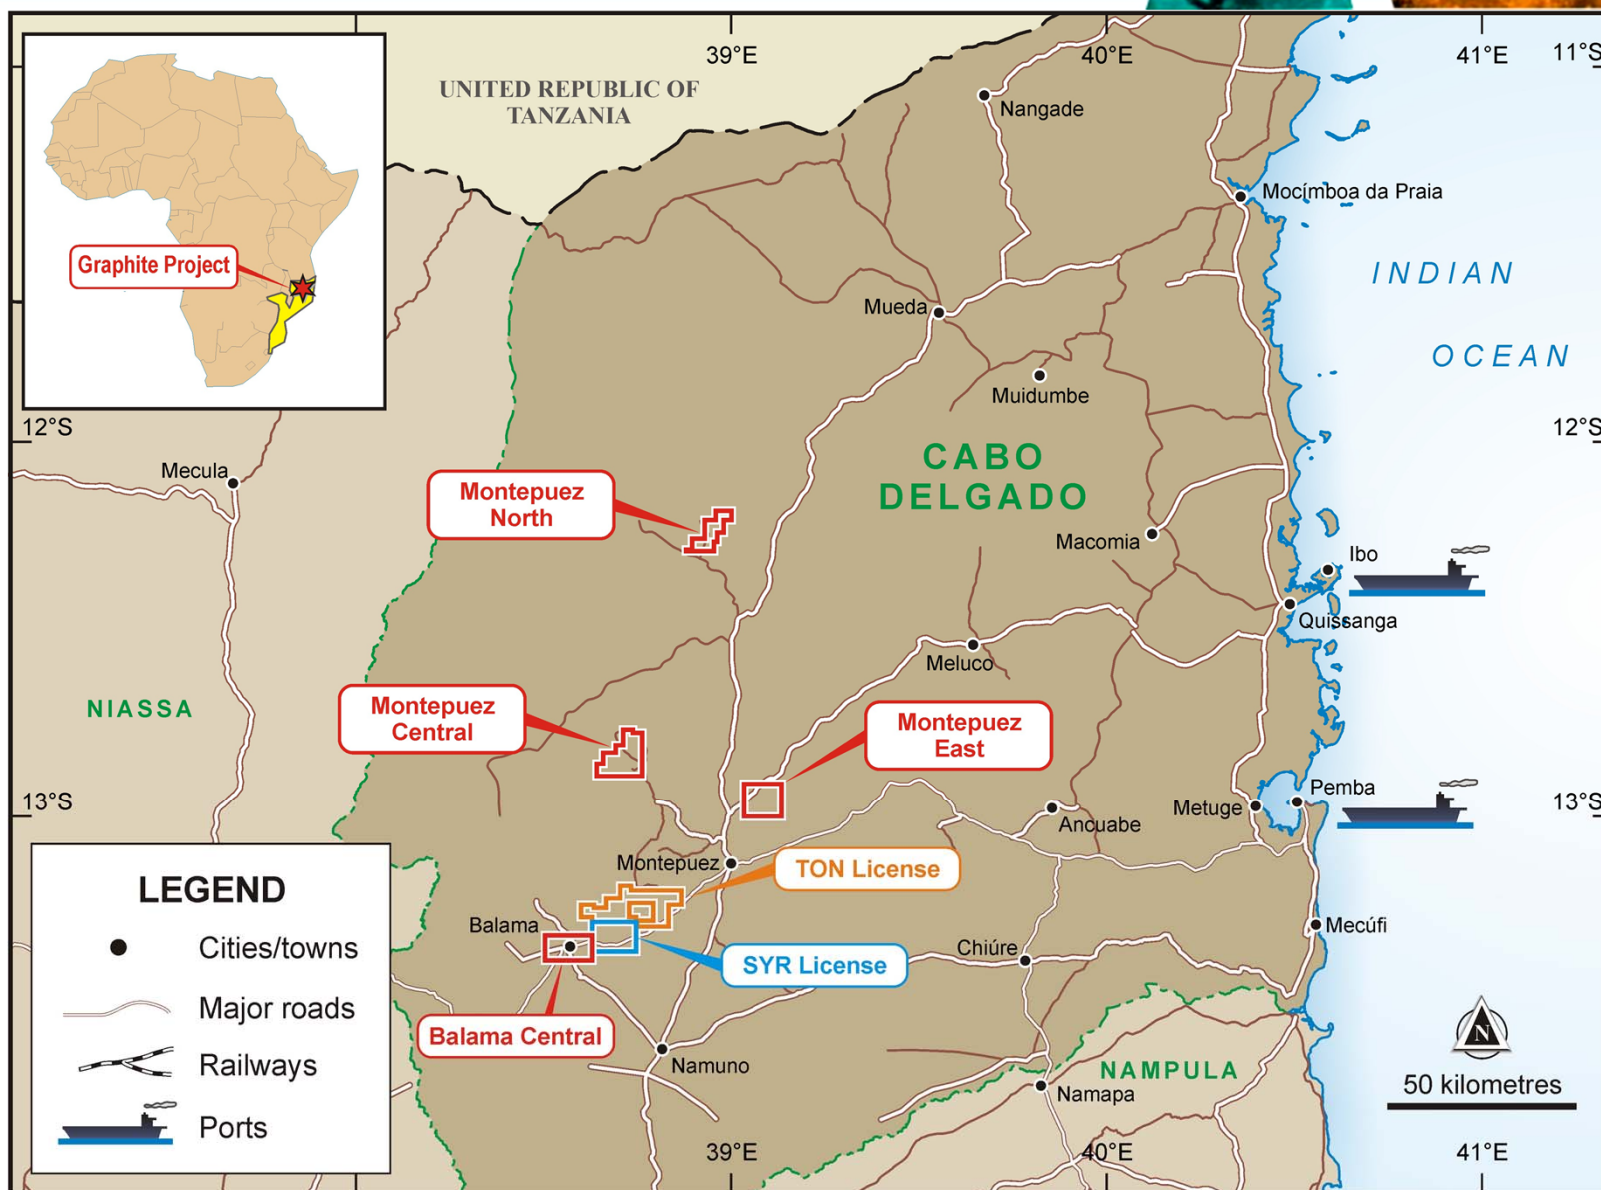 39°E
40°E
41°E
11°S
UNITED REPUBLIC OF
TANZANIA
Nangade
Mocímboa da Praia
Graphite Project
INDIAN
OCEAN
Mueda
Muidumbe
12°S
12°S
CABO
DELGADO
Mecula
Montepuez
North
Macomia
Ibo
Quissanga
Meluco
NIASSA
Montepuez
Central
Montepuez
East
13°S
13°S
Pemba
Metuge
Ancuabe
Montepuez
TON License
LEGEND
Cities/towns
Major roads
Railways
Ports
Balama
Mecúfi
SYR License
Chiúre
Balama Central
Namuno
NAMPULA
Namapa
N
50 kilometres
39°E
40°E
41°E